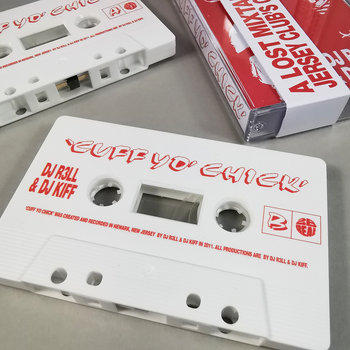 A LOST MIXTA
JERSEY CLUB'S
'CUFF YO' CHICK'
DJ R3LL
& DJ KIFF
B
'CUFF YO CHICK' WAS CREATED AND RECORDED IN NEWARK, NEW JERSEY. BY DJ R3LL & DJ KIFF IN 2011. ALL PRODUCTIONS ARE BY DJ R3LL & DJ KIFF.